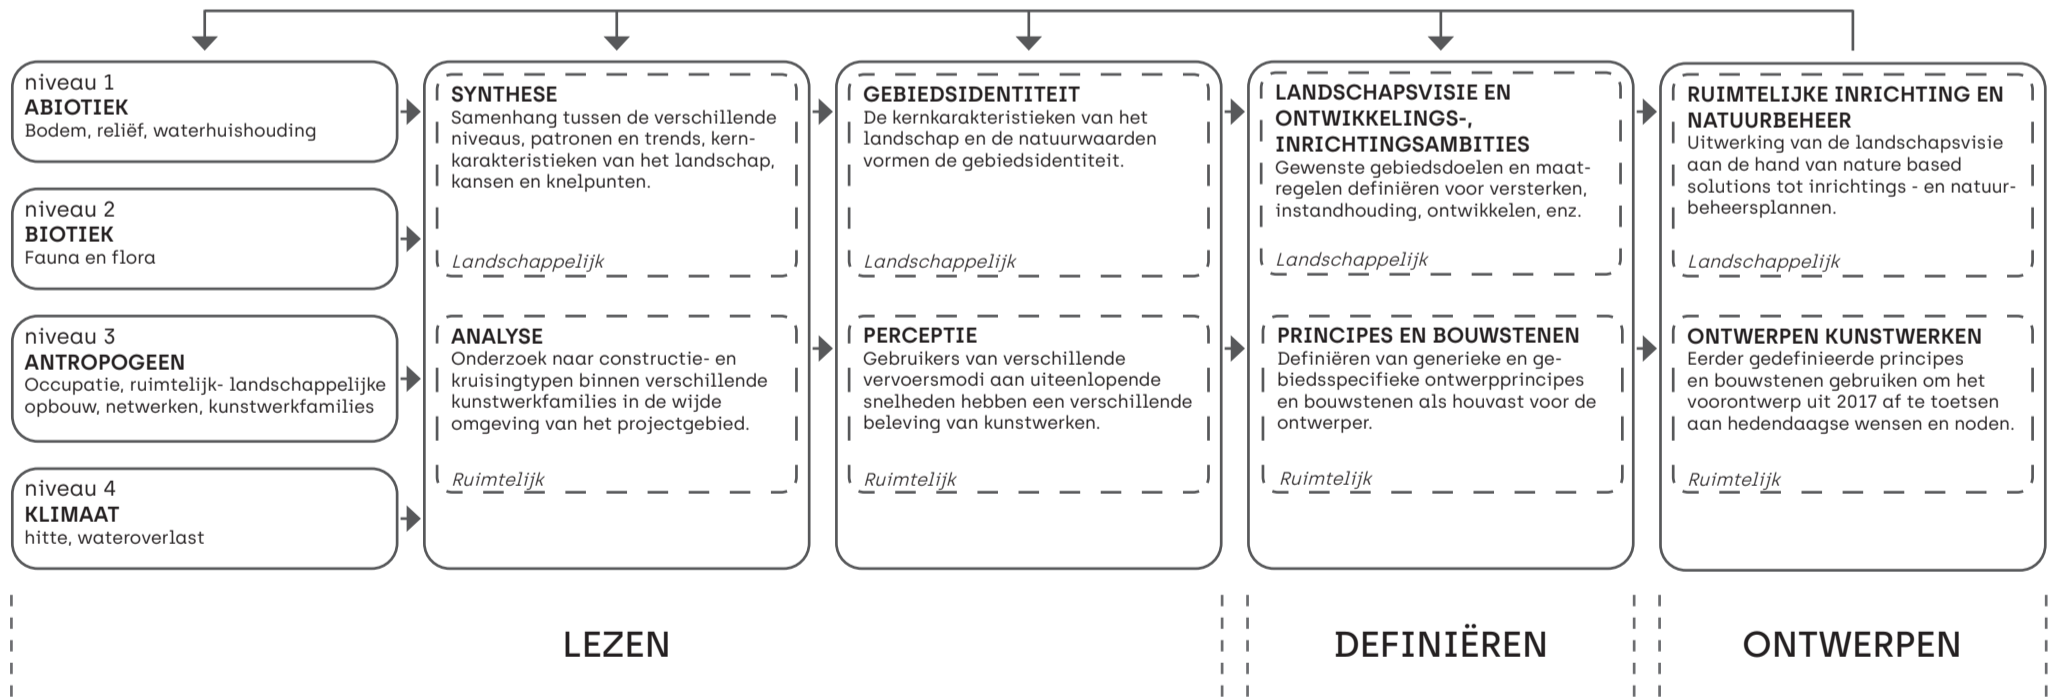 niveau 1
ABIOTIEK
Bodem, reliëf, waterhuishouding
niveau 2
BIOTIEK
Fauna en flora
niveau 3
ANTROPOGEEN
Occupatie, ruimtelijk- landschappelijke
opbouw, netwerken, kunstwerkfamilies
niveau 4
KLIMAAT
hitte, wateroverlast
SYNTHESE
Samenhang tussen de verschillende
niveaus, patronen en trends, kern-
karakteristieken van het landschap,
kansen en knelpunten.
Landschappelijk
ANALYSE
Onderzoek naar constructie- en
kruisingtypen binnen verschillende
kunstwerkfamilies in de wijde
omgeving van het projectgebied.
Ruimtelijk
GEBIEDSIDENTITEIT
De kernkarakteristieken van het
landschap en de natuurwaarden
vormen de gebiedsidentiteit.
Landschappelijk
PERCEPTIE
Gebruikers van verschillende
vervoersmodi aan uiteenlopende
snelheden hebben een verschillende
beleving van kunstwerken.
Ruimtelijk
LANDSCHAPSVISIE EN
ONTWIKKELINGS-,
INRICHTINGSAMBITIES
Gewenste gebiedsdoelen en maat-
regelen definiëren voor versterken,
instandhouding, ontwikkelen, enz.
Landschappelijk
PRINCIPES EN BOUWSTENEN
Definiëren van generieke en ge-
biedsspecifieke ontwerpprincipes
en bouwstenen als houvast voor de
ontwerper.
Ruimtelijk
RUIMTELIJKE INRICHTING EN
NATUURBEHEER
Uitwerking van de landschapsvisie
aan de hand van nature based
solutions tot inrichtings - en natuur-
beheersplannen.
Landschappelijk
ONTWERPEN KUNSTWERKEN
Eerder gedefinieerde principes
en bouwstenen gebruiken om het
voorontwerp uit 2017 af te toetsen
aan hedendaagse wensen en noden.
Ruimtelijk
LEZEN
DEFINIËREN
ONTWERPEN